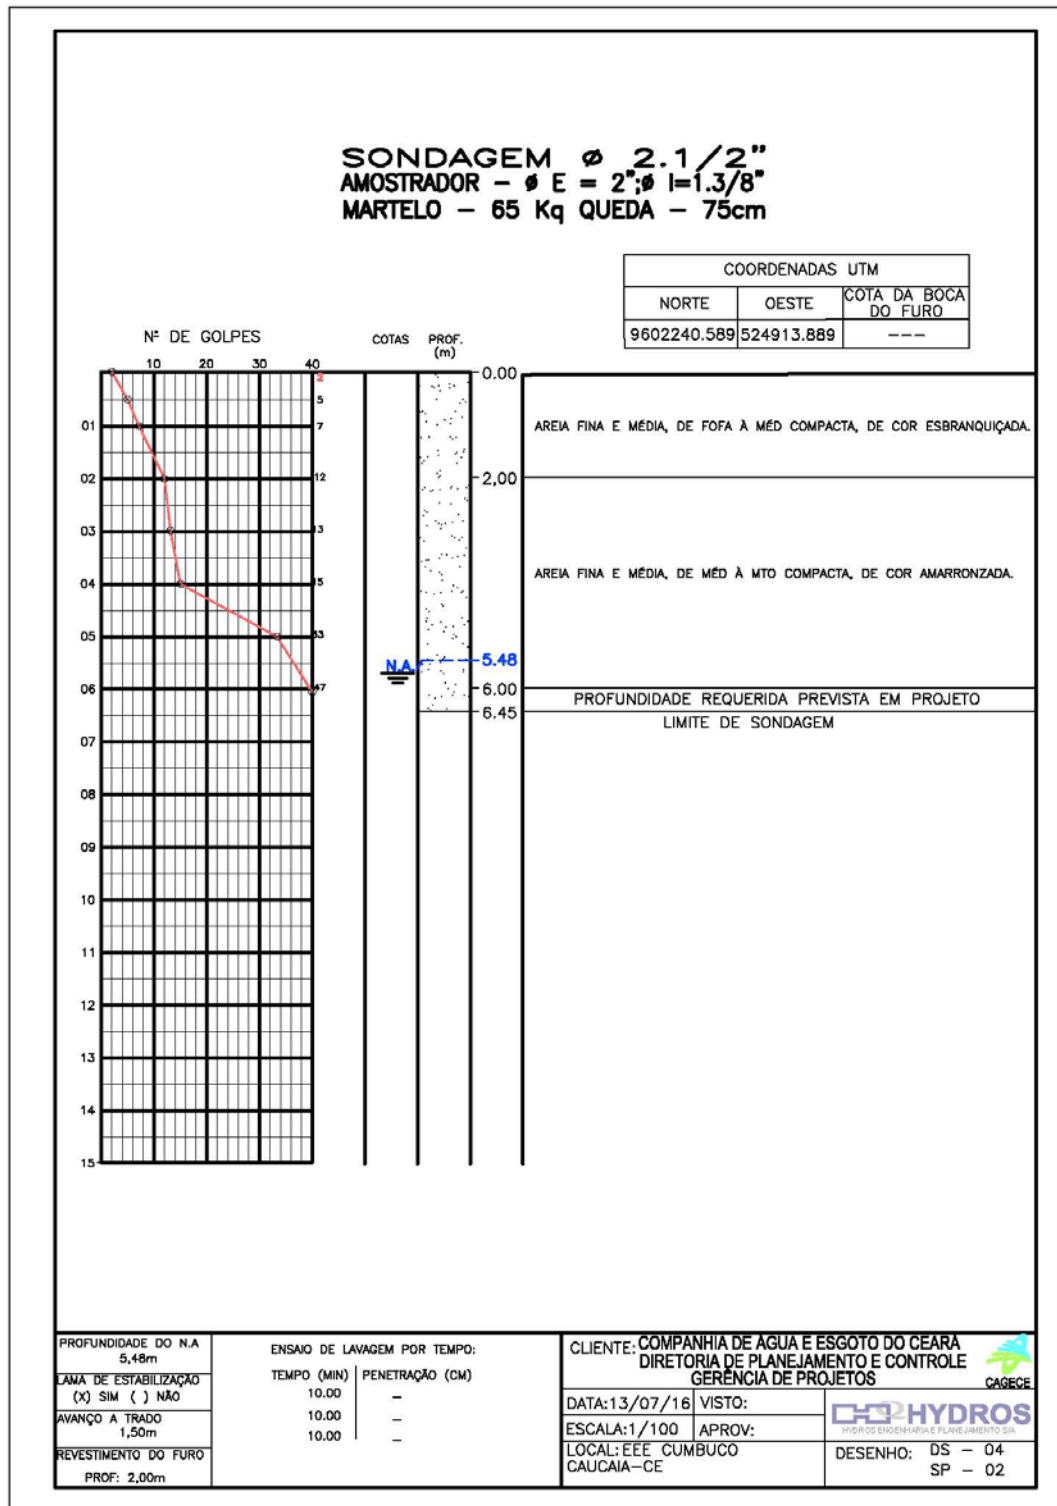 SONDAGEM ø 2.1/2"
AMOSTRADOR - ø E = 2";ø I=1.3/8"
MARTELO - 65 Kg QUEDA - 75cm
COORDENADAS UTM
NORTE OESTE COTA DA BOCA DO FURO
9602240.589 524913.889 ---
Nº DE GOLPES COTAS PROF. (m)
10 20 30 40
2
0.00
5
01 7
AREIA FINA E MÉDIA, DE FOFA À MÉD COMPACTA, DE COR ESBRANQUIÇADA.
02 12 2,00
03 13
AREIA FINA E MÉDIA, DE MÉD À MTO COMPACTA, DE COR AMARRONZADA.
04 15
05 33
N.A. 5.48
06 47 6.00
PROFUNDIDADE REQUERIDA PREVISTA EM PROJETO
6.45
LIMITE DE SONDAGEM
07
08
09
10
11
12
13
14
15
PROFUNDIDADE DO N.A
5,48m
LAMA DE ESTABILIZAÇÃO
(X) SIM ( ) NÃO
AVANÇO A TRADO
1,50m
REVESTIMENTO DO FURO
PROF: 2,00m
ENSAIO DE LAVAGEM POR TEMPO:
TEMPO (MIN) PENETRAÇÃO (CM)
10.00 –
10.00 –
10.00 –
CLIENTE: COMPANHIA DE ÁGUA E ESGOTO DO CEARÁ
DIRETORIA DE PLANEJAMENTO E CONTROLE
GERÊNCIA DE PROJETOS
CAGECE
DATA:13/07/16 VISTO:
ESCALA:1/100 APROV:
LOCAL: EEE CUMBUCO
CAUCAIA-CE
HYDROS
HYDROS ENGENHARIA E PLANEJAMENTO S/A
DESENHO: DS - 04
SP - 02